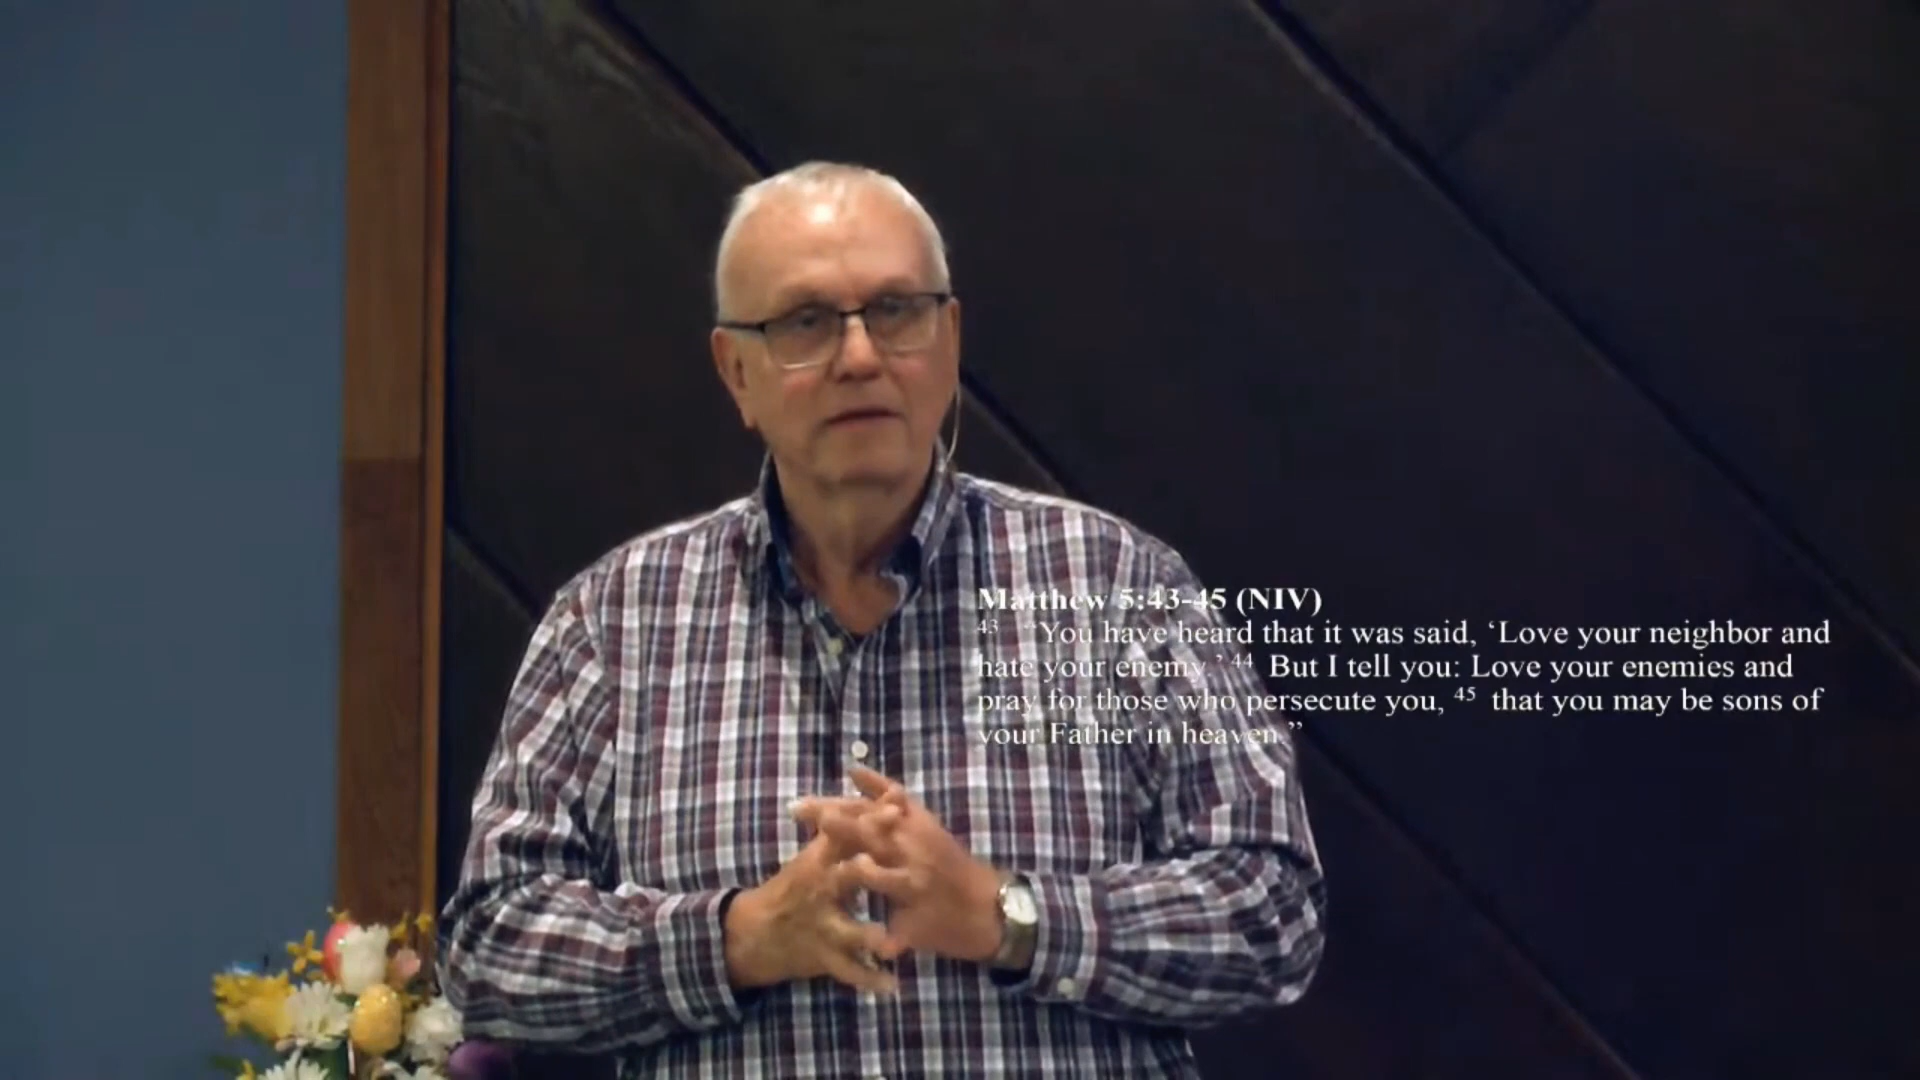 Matthew 5:43-45 (NIV)
43 “You have heard that it was said, ‘Love your neighbor and
hate your enemy.’ 44 But I tell you: Love your enemies and
pray for those who persecute you, 45 that you may be sons of
your Father in heaven.”